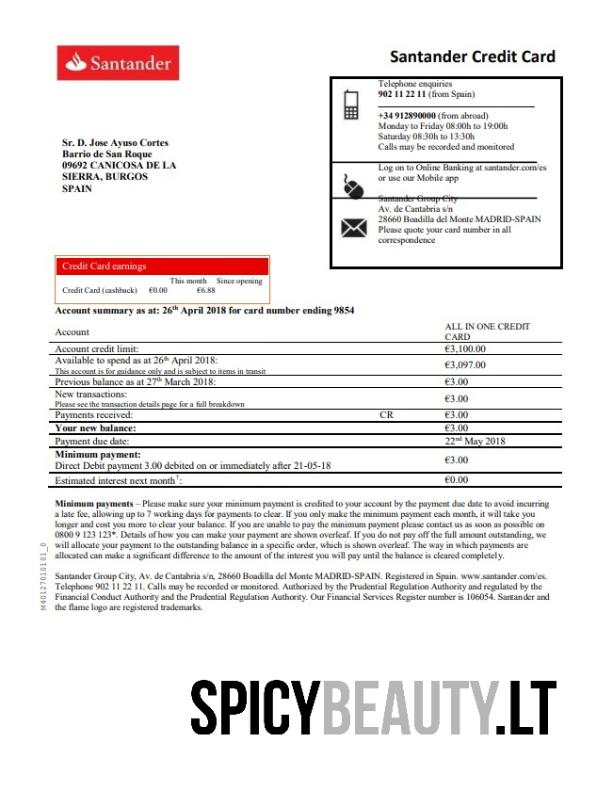 Santander
Santander Credit Card
Telephone enquiries
902 11 22 11 (from Spain)
+34 912890000 (from abroad)
Monday to Friday 08:00h to 19:00h
Saturday 08:30h to 13:30h
Calls may be recorded and monitored
Log on to Online Banking at santander.com/es
or use our Mobile app
Santander Group City
Av. de Cantabria s/n
28660 Boadilla del Monte MADRID-SPAIN
Please quote your card number in all
correspondence
Sr. D. Jose Ayuso Cortes
Barrio de San Roque
09692 CANICOSA DE LA
SIERRA, BURGOS
SPAIN
Credit Card earnings
This month Since opening
Credit Card (cashback) €0.00 €6.88
Account summary as at: 26th April 2018 for card number ending 9854
Account ALL IN ONE CREDIT
CARD
Account credit limit: €3,100.00
Available to spend as at 26th April 2018: €3,097.00
This account is for guidance only and is subject to items in transit
Previous balance as at 27th March 2018: €3.00
New transactions: €3.00
Please see the transaction details page for a full breakdown
Payments received: CR €3.00
Your new balance: €3.00
Payment due date: 22nd May 2018
Minimum payment: €3.00
Direct Debit payment 3.00 debited on or immediately after 21-05-18
Estimated interest next month†: €0.00
Minimum payments – Please make sure your minimum payment is credited to your account by the payment due date to avoid incurring
a late fee, allowing up to 7 working days for payments to clear. If you only make the minimum payment each month, it will take you
longer and cost you more to clear your balance. If you are unable to pay the minimum payment please contact us as soon as possible on
0800 9 123 123*. Details of how you can make your payment are shown overleaf. If you do not pay off the full amount outstanding, we
will allocate your payment to the outstanding balance in a specific order, which is shown overleaf. The way in which payments are
allocated can make a significant difference to the amount of the interest you will pay until the balance is cleared completely.
Santander Group City, Av. de Cantabria s/n, 28660 Boadilla del Monte MADRID-SPAIN. Registered in Spain. www.santander.com/es.
Telephone 902 11 22 11. Calls may be recorded or monitored. Authorized by the Prudential Regulation Authority and regulated by the
Financial Conduct Authority and the Prudential Regulation Authority. Our Financial Services Register number is 106054. Santander and
the flame logo are registered trademarks.
M40127010101_0
SPICYBEAUTY.LT